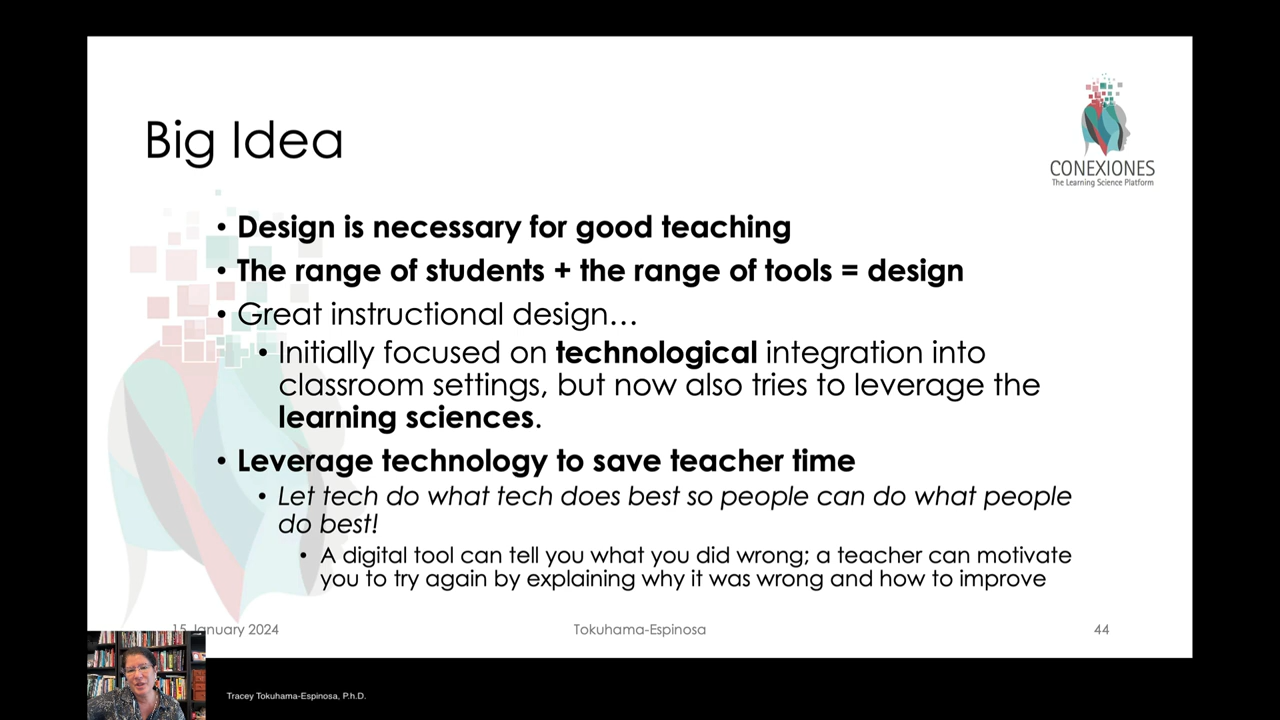 Big Idea
CONEXIONES
The Learning Science Platform
• Design is necessary for good teaching
• The range of students + the range of tools = design
• Great instructional design…
• Initially focused on technological integration into
classroom settings, but now also tries to leverage the
learning sciences.
• Leverage technology to save teacher time
• Let tech do what tech does best so people can do what people
do best!
• A digital tool can tell you what you did wrong; a teacher can motivate
you to try again by explaining why it was wrong and how to improve
15 January 2024
Tokuhama-Espinosa
44
Tracey Tokuhama-Espinosa, Ph.D.